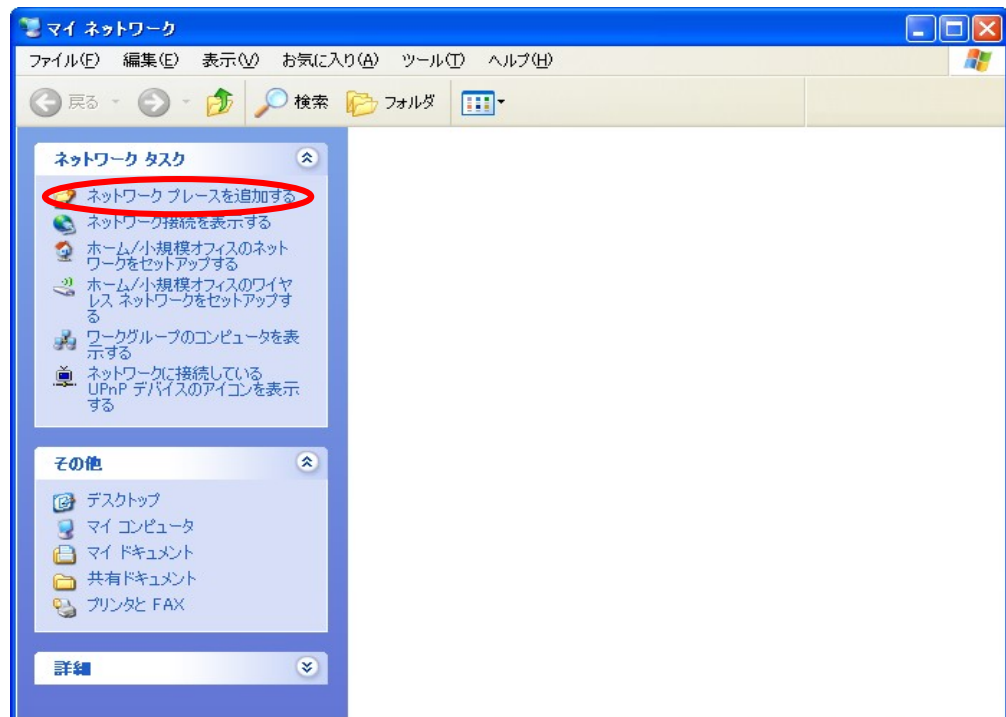 マイ ネットワーク
ファイル(F) 編集(E) 表示(V) お気に入り(A) ツール(T) ヘルプ(H)
戻る 検索 フォルダ
ネットワーク タスク
ネットワーク プレースを追加する
ネットワーク接続を表示する
ホーム/小規模オフィスのネット
ワークをセットアップする
ホーム/小規模オフィスのワイヤ
レス ネットワークをセットアップす
る
ワークグループのコンピュータを表
示する
ネットワークに接続している
UPnP デバイスのアイコンを表示
する
その他
デスクトップ
マイ コンピュータ
マイ ドキュメント
共有ドキュメント
プリンタと FAX
詳細